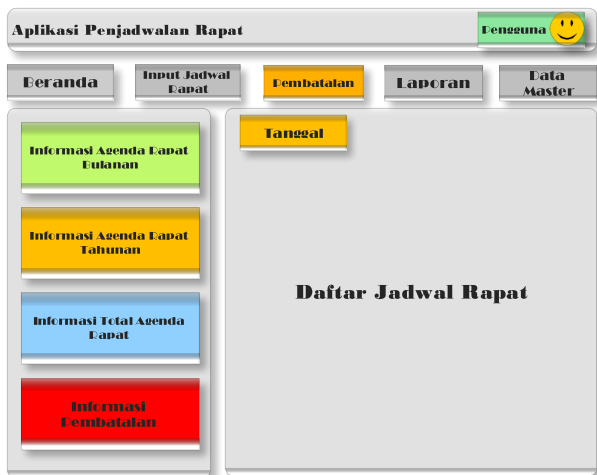 Aplikasi Penjadwalan Rapat
Pengguna
Beranda
Input Jadwal
Rapat
Pembatalan
Laporan
Data
Master
Informasi Agenda Rapat
Bulanan
Tanggal
Informasi Agenda Rapat
Tahunan
Daftar Jadwal Rapat
Informasi Total Agenda
Rapat
Informasi
Pembatalan